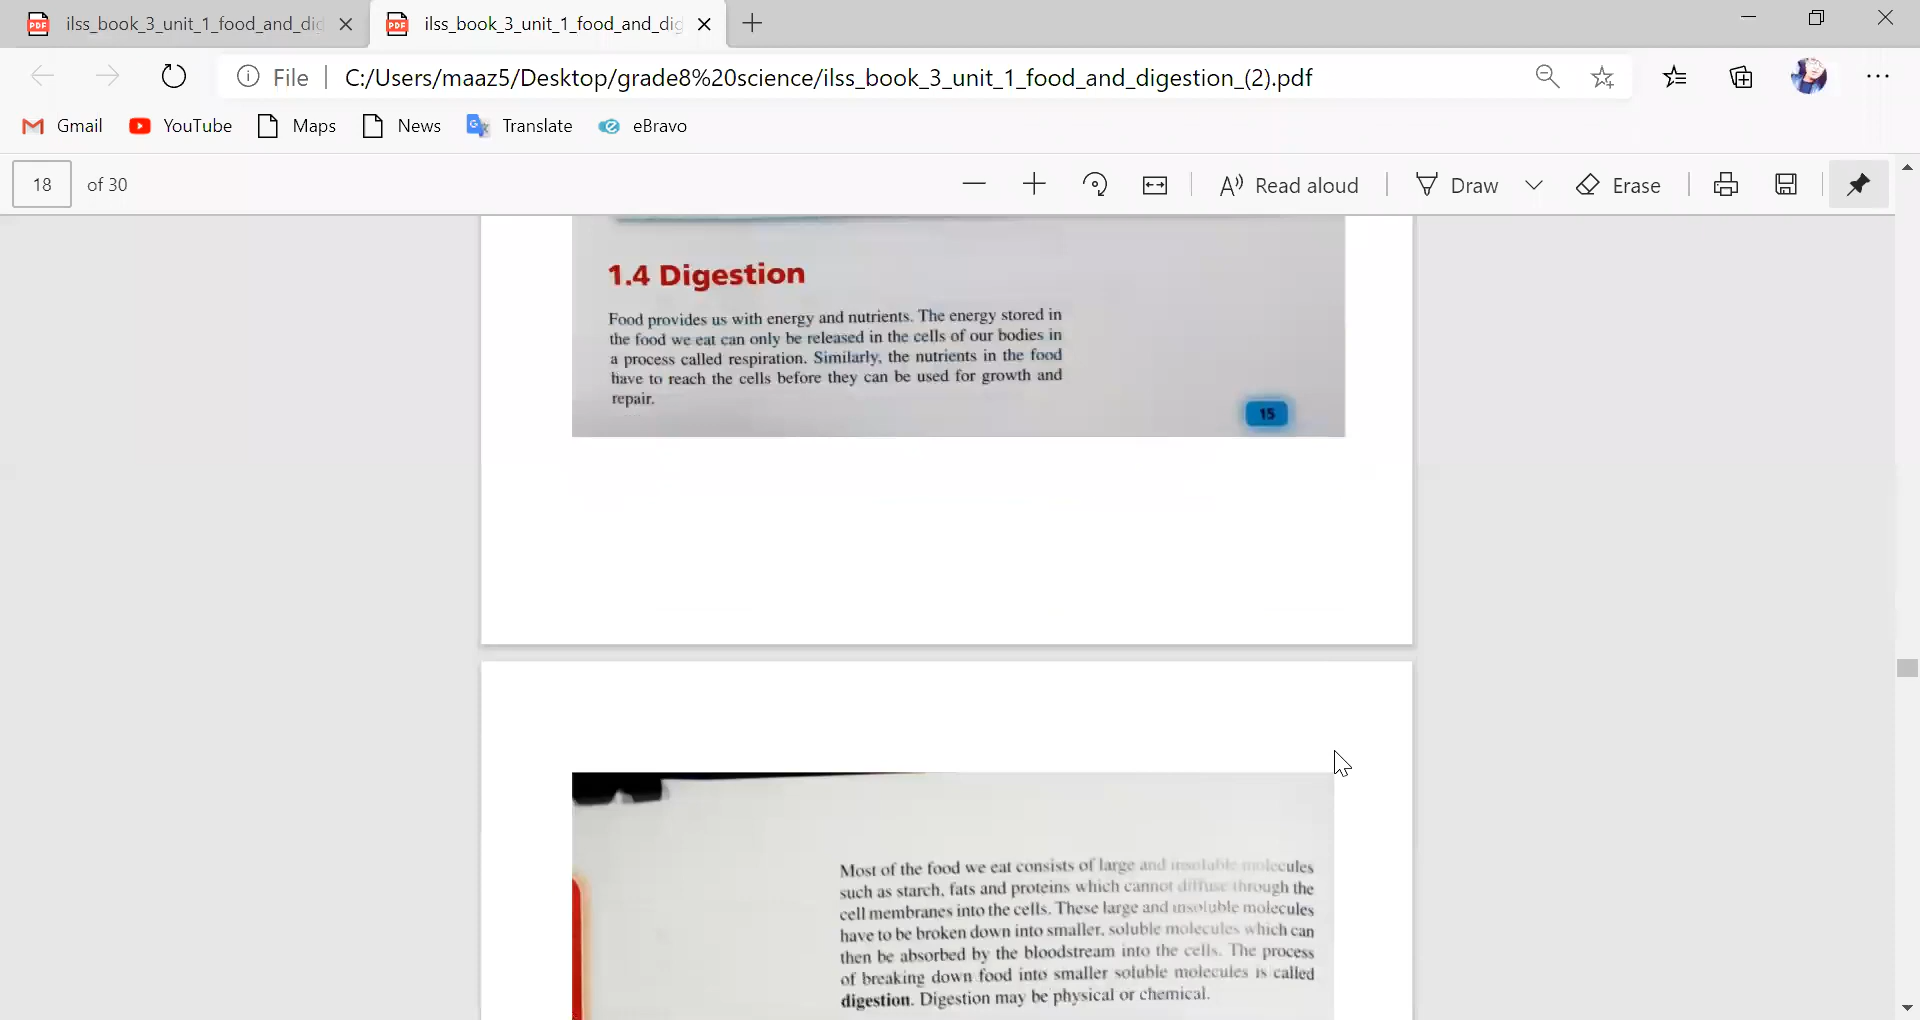 ilss_book_3_unit_1_food_and_dig
ilss_book_3_unit_1_food_and_dig
File
C:/Users/maaz5/Desktop/grade8%20science/ilss_book_3_unit_1_food_and_digestion_(2).pdf
Gmail
YouTube
Maps
News
Translate
eBravo
18
of 30
Read aloud
Draw
Erase
1.4 Digestion
Food provides us with energy and nutrients. The energy stored in
the food we eat can only be released in the cells of our bodies in
a process called respiration. Similarly, the nutrients in the food
have to reach the cells before they can be used for growth and
repair.
15
Most of the food we eat consists of large and insoluble molecules
such as starch, fats and proteins which cannot diffuse through the
cell membranes into the cells. These large and insoluble molecules
have to be broken down into smaller, soluble molecules which can
then be absorbed by the bloodstream into the cells. The process
of breaking down food into smaller soluble molecules is called
digestion. Digestion may be physical or chemical.